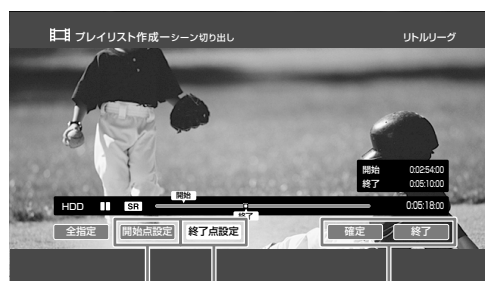 プレイリスト作成ーシーン切り出し リトルリーグ
開始 0:02:54:00
終了 0:05:10:00
開始
HDD SR 0:05:18:00
終了
全指定 開始点設定 終了点設定 確定 終了